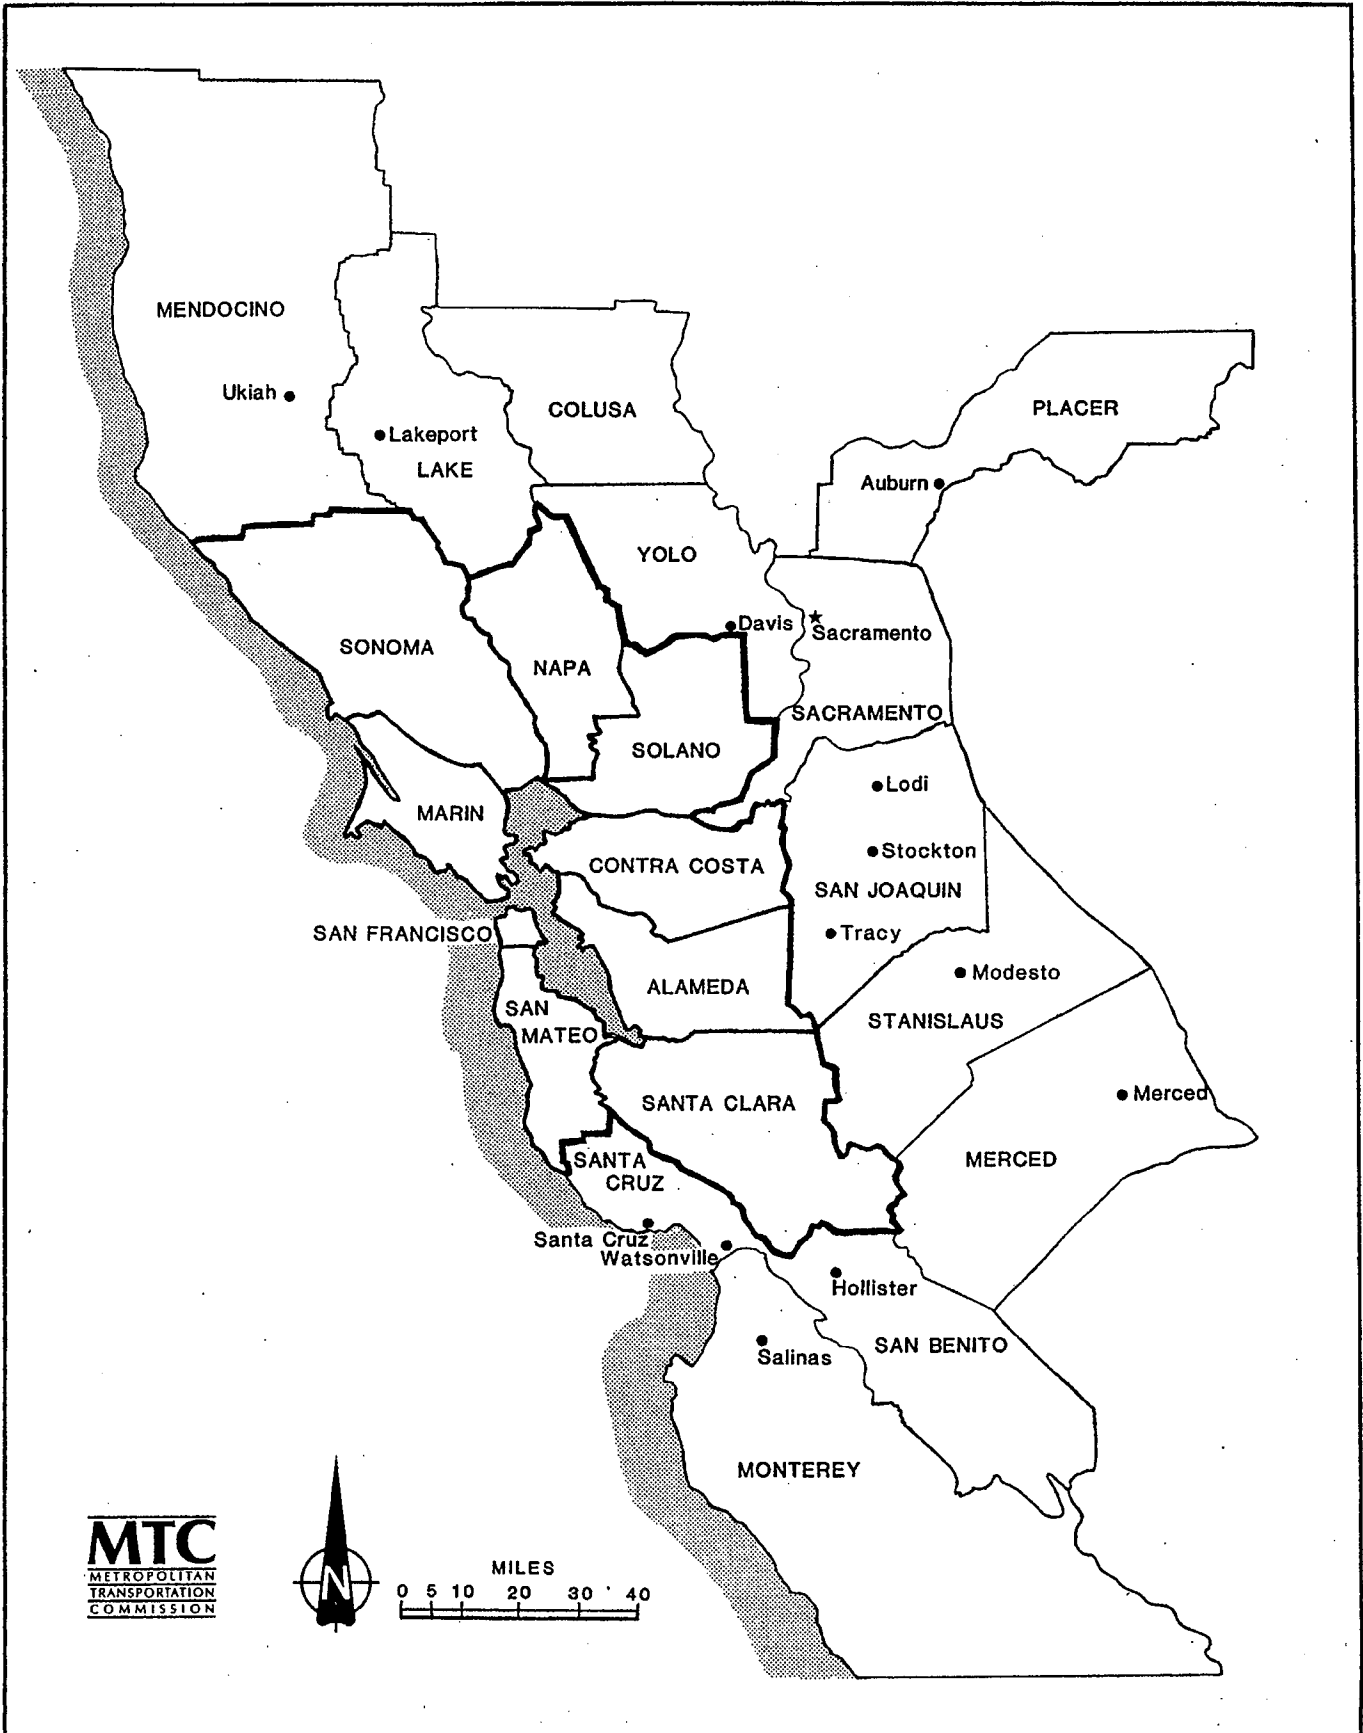 MENDOCINO
Ukiah
COLUSA
PLACER
Lakeport
LAKE
Auburn
YOLO
Davis
Sacramento
SONOMA
NAPA
SACRAMENTO
SOLANO
Lodi
MARIN
Stockton
CONTRA COSTA
SAN JOAQUIN
SAN FRANCISCO
Tracy
Modesto
ALAMEDA
SAN
MATEO
STANISLAUS
Merced
SANTA CLARA
MERCED
SANTA
CRUZ
Santa Cruz
Watsonville
Hollister
SAN BENITO
Salinas
MONTEREY
MTC
METROPOLITAN
TRANSPORTATION
COMMISSION
N
MILES
0 5 10 20 30 40